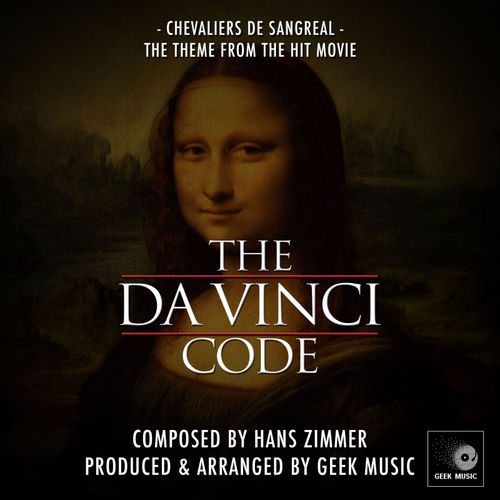 - CHEVALIERS DE SANGREAL -
THE THEME FROM THE HIT MOVIE
THE
DA VINCI
CODE
COMPOSED BY HANS ZIMMER
PRODUCED & ARRANGED BY GEEK MUSIC
GEEK MUSIC